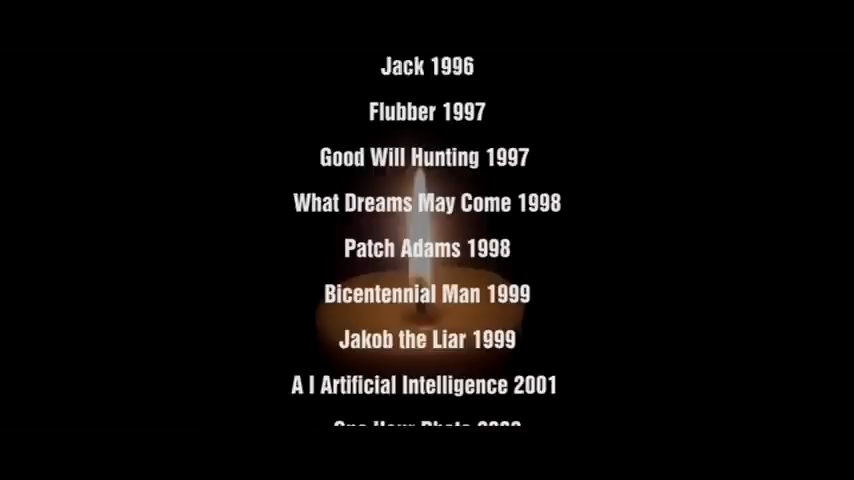 Jack 1996
Flubber 1997
Good Will Hunting 1997
What Dreams May Come 1998
Patch Adams 1998
Bicentennial Man 1999
Jakob the Liar 1999
A I Artificial Intelligence 2001